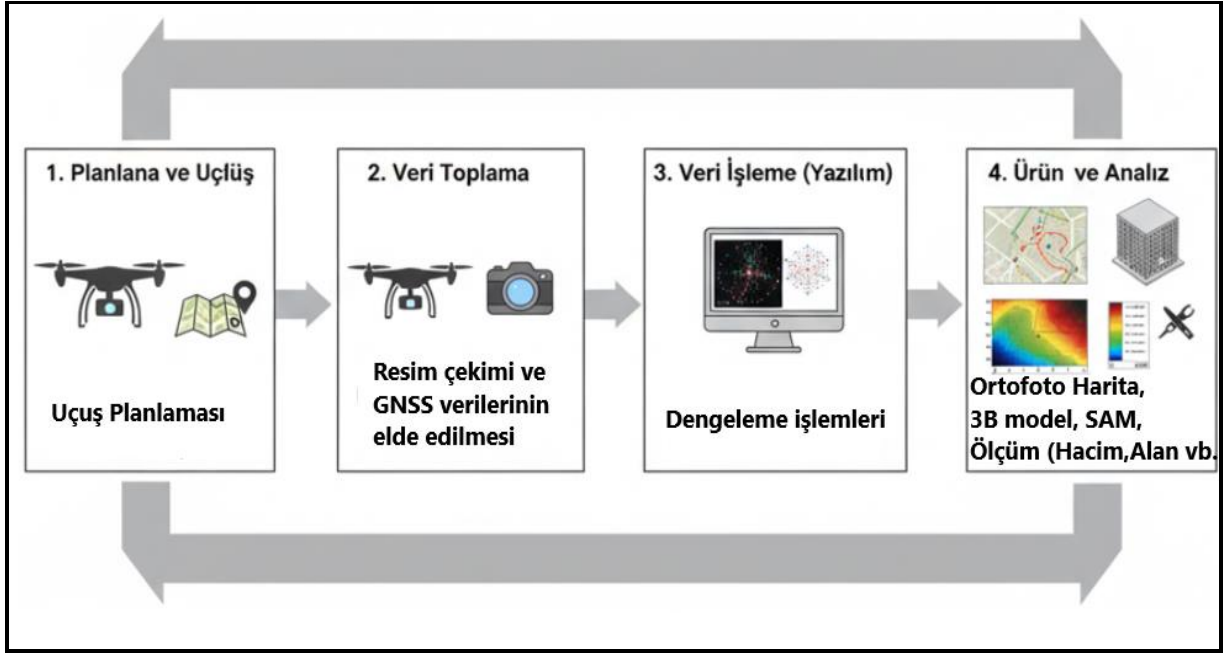 1. Planlana ve Uçlüş
Uçuş Planlaması
2. Veri Toplama
Resim çekimi ve
GNSS verilerinin
elde edilmesi
3. Veri İşleme (Yazılım)
Dengeleme işlemleri
4. Ürün ve Analız
Ortofoto Harita,
3B model, SAM,
Ölçüm (Hacim,Alan vb.